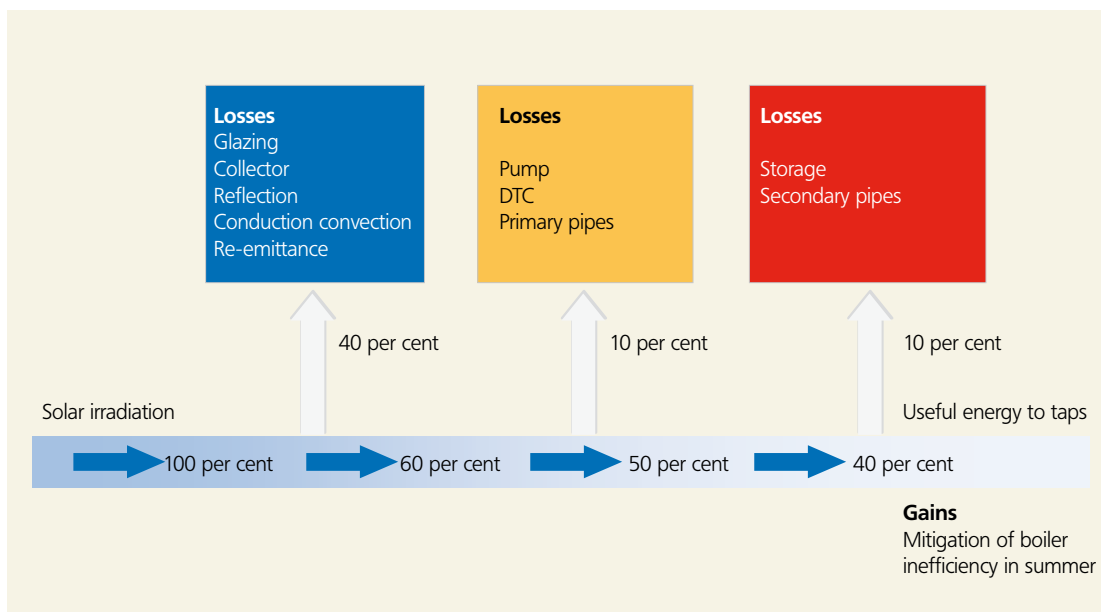 Losses
Glazing
Collector
Reflection
Conduction convection
Re-emittance
Losses
Pump
DTC
Primary pipes
Losses
Storage
Secondary pipes
40 per cent
10 per cent
10 per cent
Solar irradiation
Useful energy to taps
100 per cent
60 per cent
50 per cent
40 per cent
Gains
Mitigation of boiler
inefficiency in summer